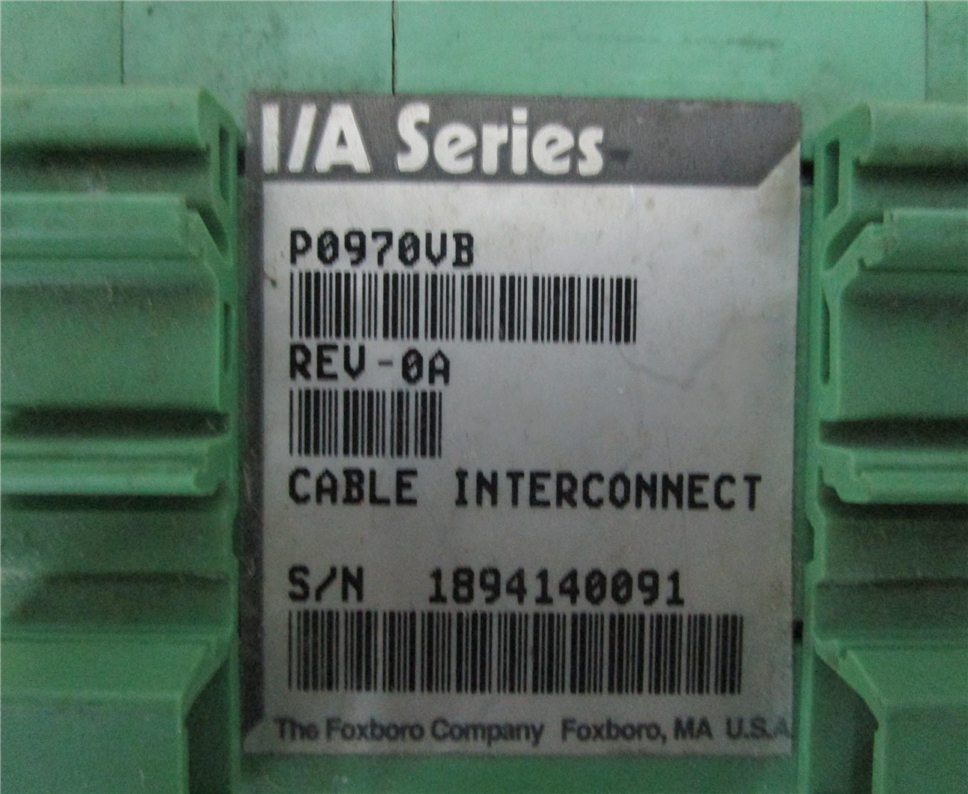 I/A Series
P0970VB
REV-0A
CABLE INTERCONNECT
S/N 1894140091
The Foxboro Company Foxboro, MA U.S.A